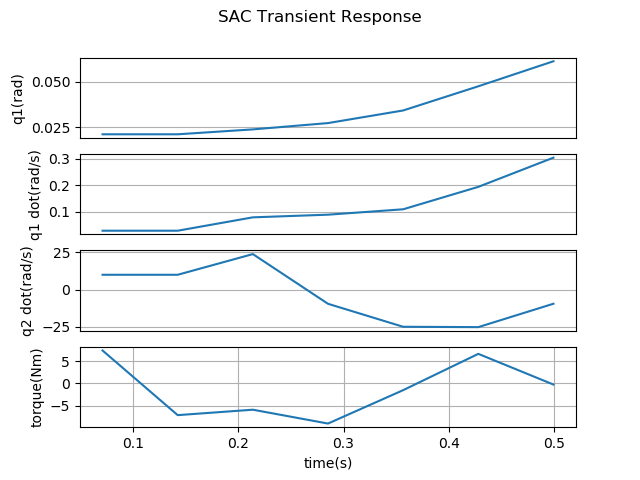 SAC Transient Response
q1(rad)
0.050
0.025
q1 dot(rad/s)
0.3
0.2
0.1
q2 dot(rad/s)
25
0
−25
torque(Nm)
5
0
−5
0.1 0.2 0.3 0.4 0.5
time(s)